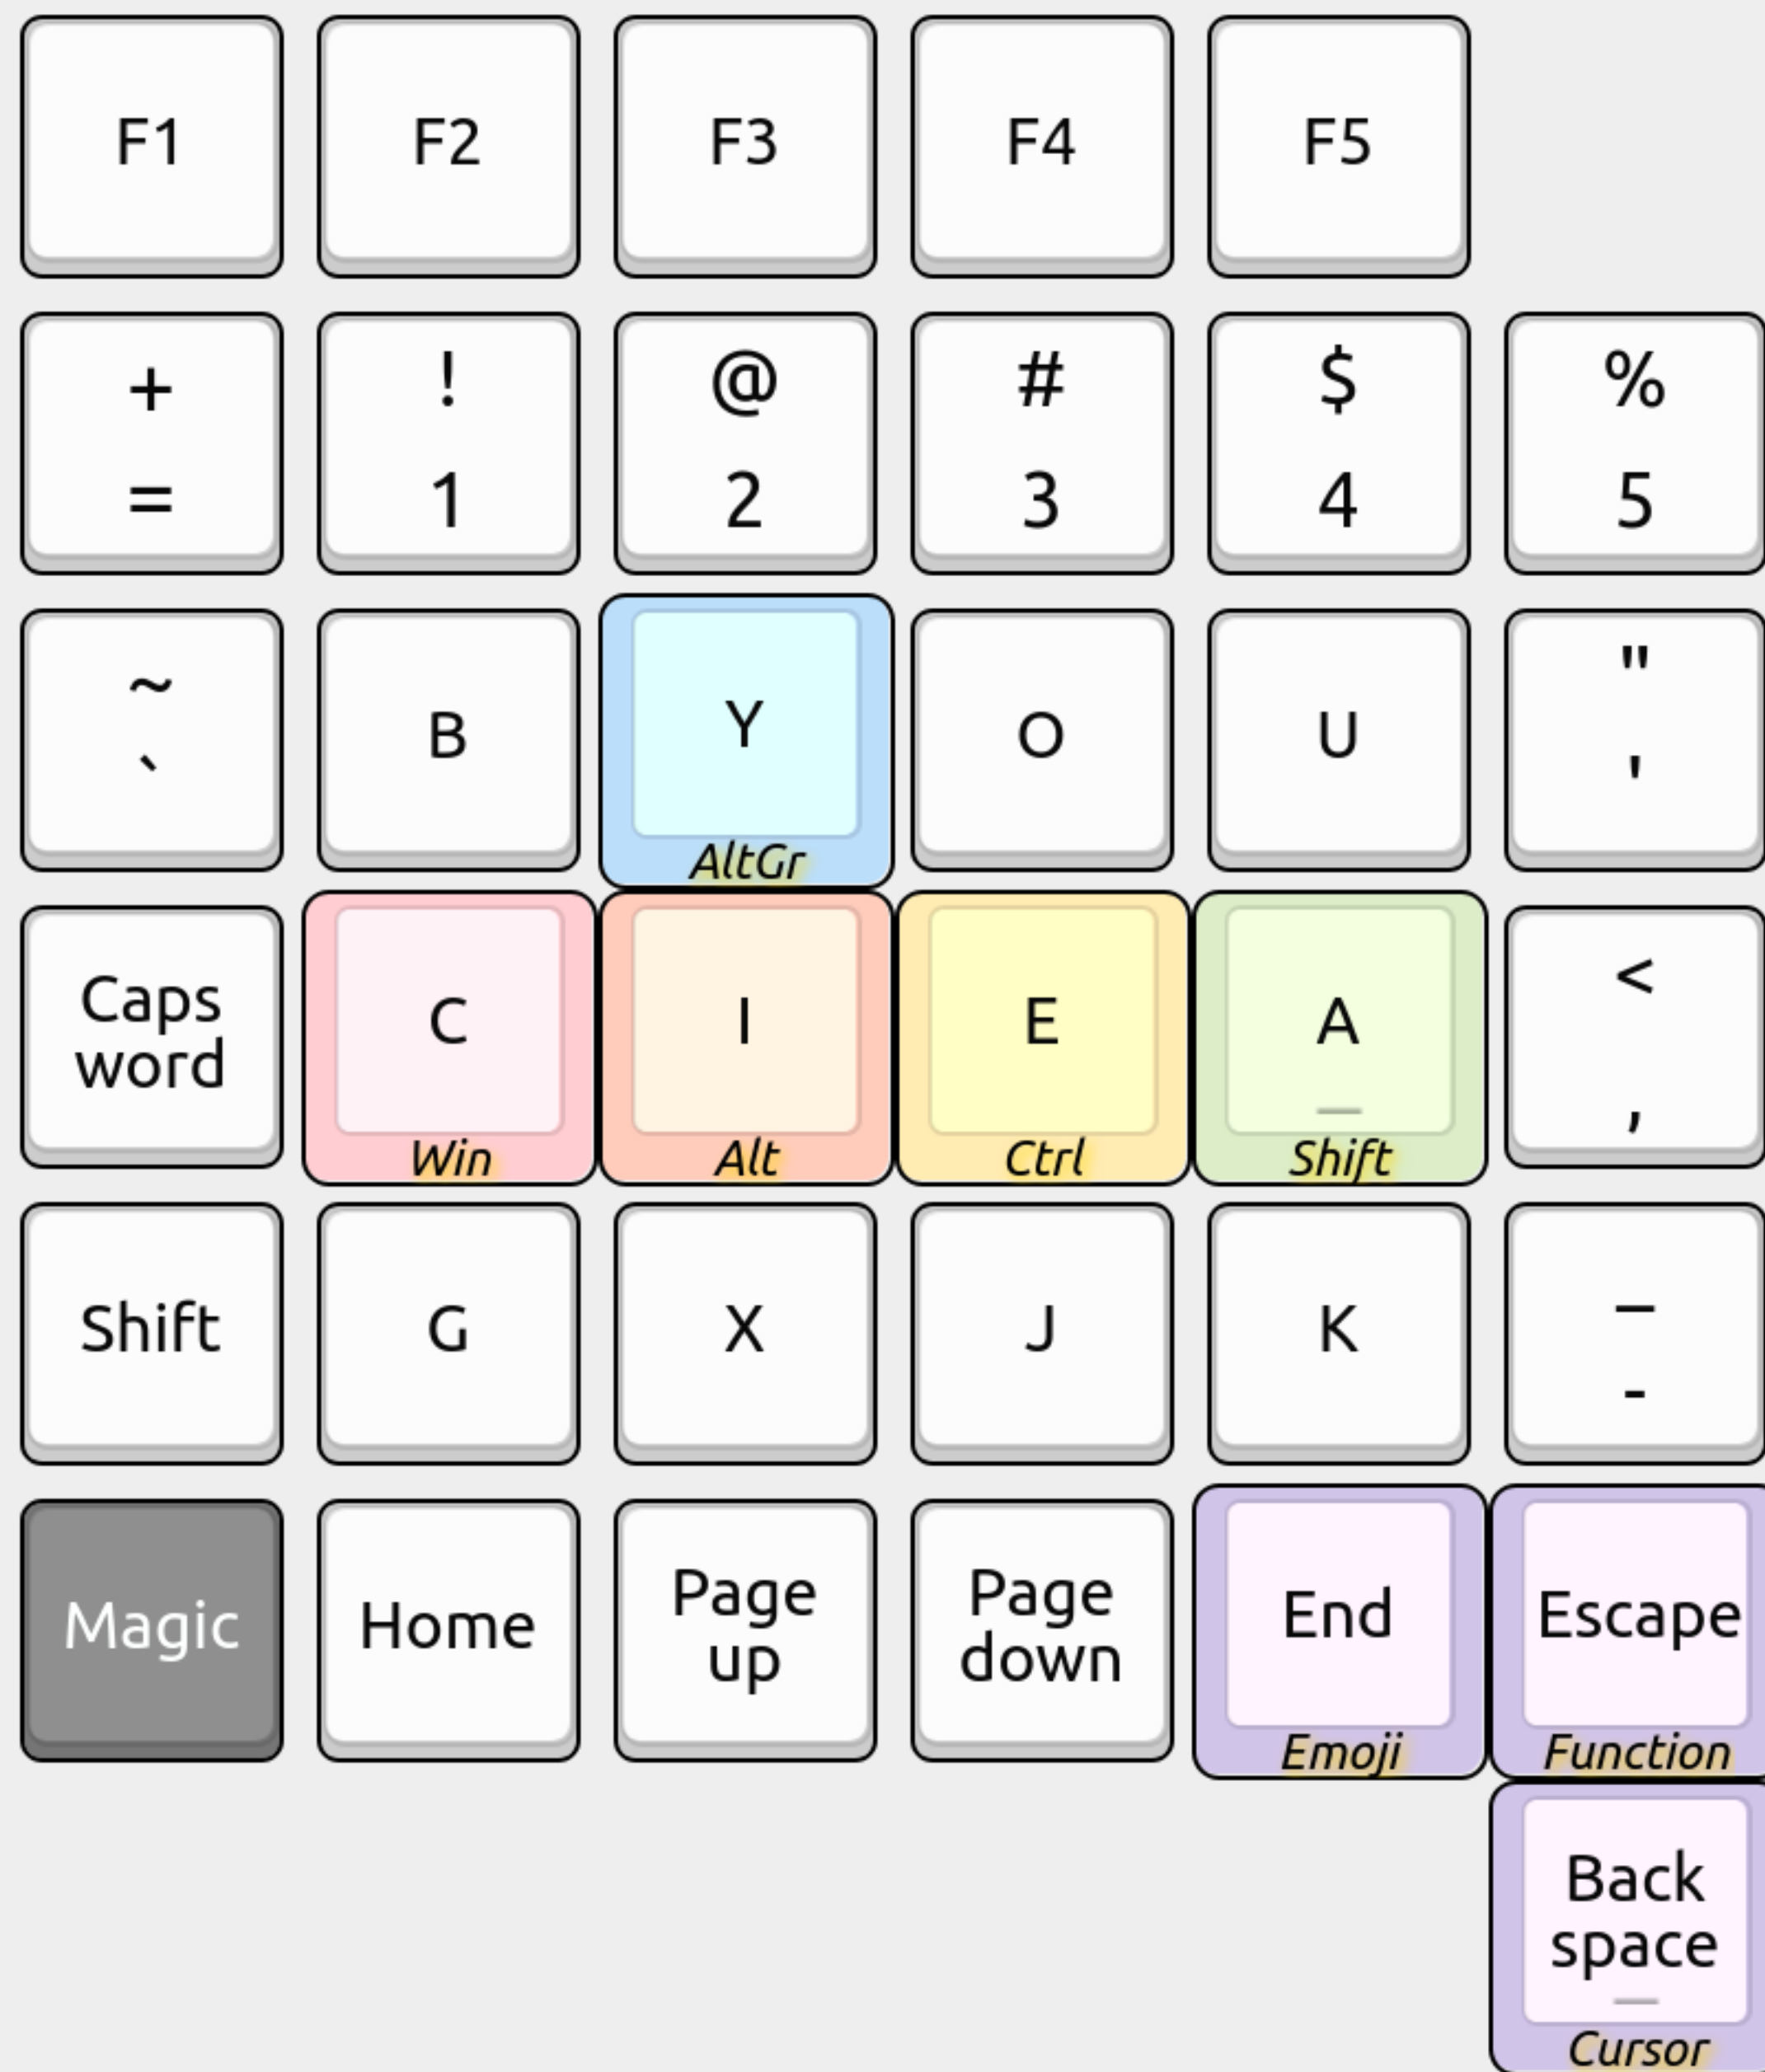 F1 F2 F3 F4 F5
+ ! @ # $ %
= 1 2 3 4 5
~ "
` B Y O U '
AltGr
Caps word C I E A <
_ ,
Win Alt Ctrl Shift
Shift G X J K _
-
Magic Home Page up Page down End Escape
Emoji Function
Back
space
_
Cursor